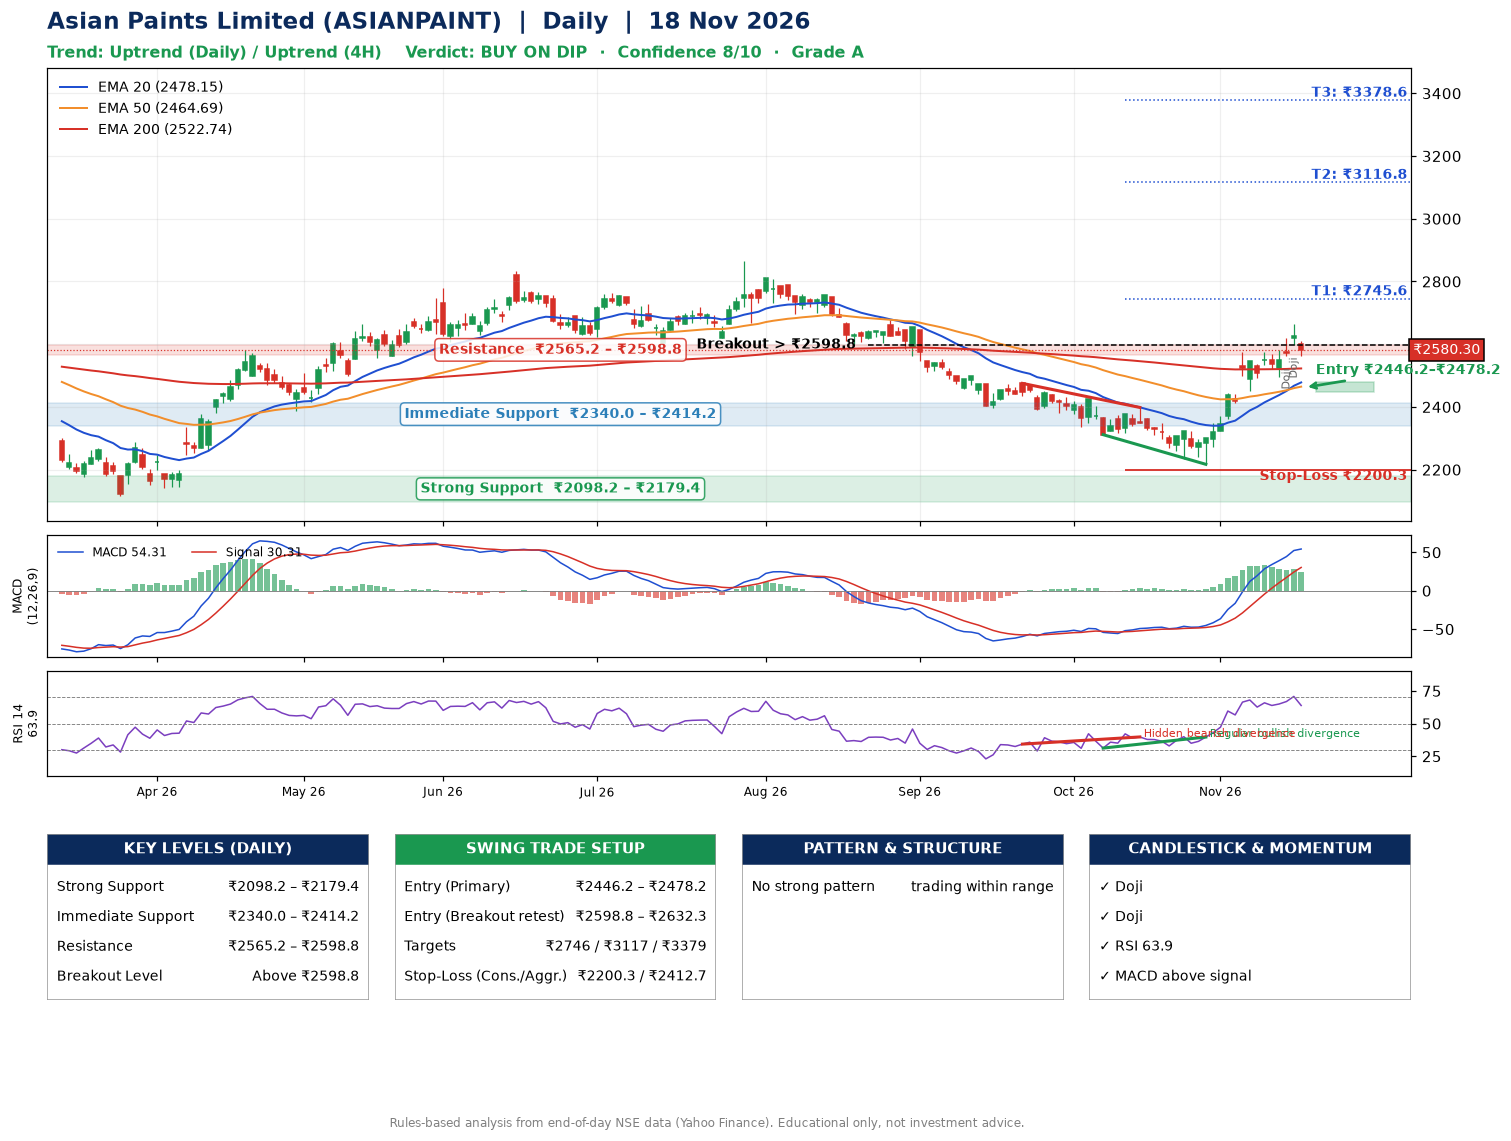 Asian Paints Limited (ASIANPAINT)  |  Daily  |  18 Nov 2026
Trend: Uptrend (Daily) / Uptrend (4H)    Verdict: BUY ON DIP  ·  Confidence 8/10  ·  Grade A
EMA 20 (2478.15)
EMA 50 (2464.69)
EMA 200 (2522.74)
T3: ₹3378.6
T2: ₹3116.8
T1: ₹2745.6
3400
3200
3000
2800
2400
2200
Resistance  ₹2565.2 – ₹2598.8
Breakout > ₹2598.8
₹2580.30
Entry ₹2446.2–₹2478.2
Doji
Doji
Immediate Support  ₹2340.0 – ₹2414.2
Stop-Loss ₹2200.3
Strong Support  ₹2098.2 – ₹2179.4
MACD 54.31
Signal 30.31
MACD
(12,26,9)
50
0
−50
RSI 14
63.9
75
50
25
Hidden bearish divergence
Regular bullish divergence
Apr 26
May 26
Jun 26
Jul 26
Aug 26
Sep 26
Oct 26
Nov 26
KEY LEVELS (DAILY)
Strong Support ₹2098.2 – ₹2179.4
Immediate Support ₹2340.0 – ₹2414.2
Resistance ₹2565.2 – ₹2598.8
Breakout Level Above ₹2598.8
SWING TRADE SETUP
Entry (Primary) ₹2446.2 – ₹2478.2
Entry (Breakout retest) ₹2598.8 – ₹2632.3
Targets ₹2746 / ₹3117 / ₹3379
Stop-Loss (Cons./Aggr.) ₹2200.3 / ₹2412.7
PATTERN & STRUCTURE
No strong pattern trading within range
CANDLESTICK & MOMENTUM
✓ Doji
✓ Doji
✓ RSI 63.9
✓ MACD above signal
Rules-based analysis from end-of-day NSE data (Yahoo Finance). Educational only, not investment advice.